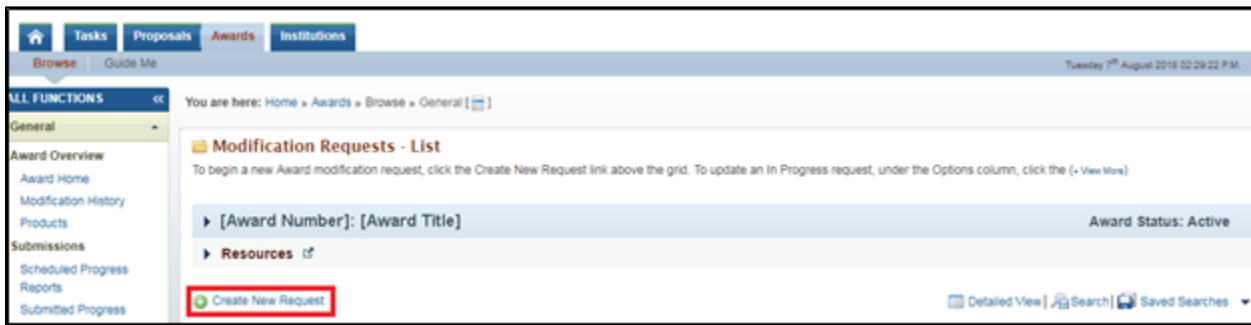 Tasks Proposals Awards Institutions
Browse Guide Me Tuesday 7th August 2018 02:29:22 P.M.
ALL FUNCTIONS «
You are here: Home » Awards » Browse » General [ ]
General
Modification Requests - List
Award Overview
To begin a new Award modification request, click the Create New Request link above the grid. To update an In Progress request, under the Options column, click the (+ View More)
Award Home
Modification History
Products
[Award Number]: [Award Title] Award Status: Active
Submissions
Resources
Scheduled Progress
Reports
Submitted Progress
Create New Request Detailed View | Search | Saved Searches